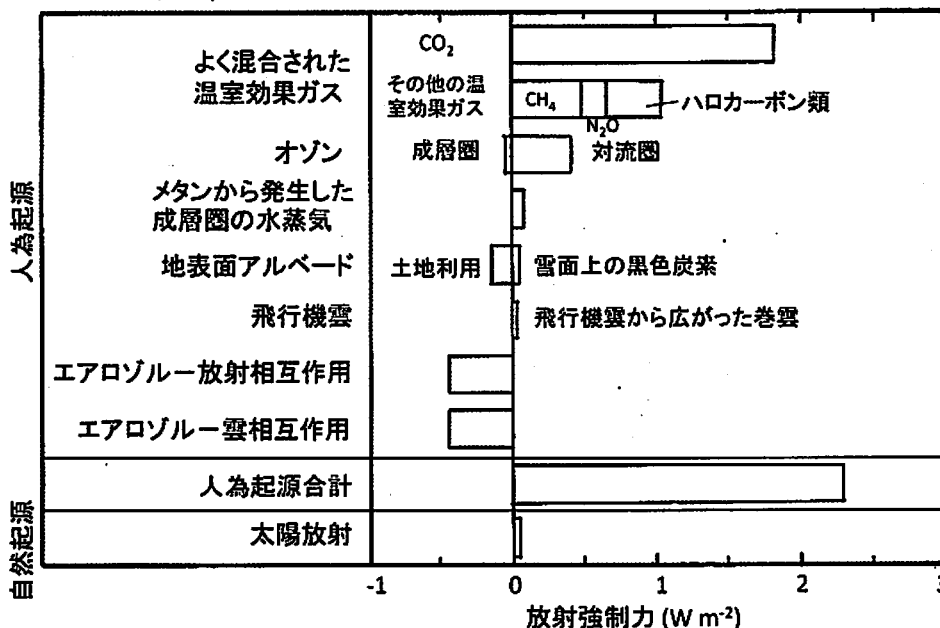 人為起源
よく混合された
温室効果ガス
CO₂
その他の温
室効果ガス
CH₄
N₂O
ハロカーボン類
オゾン
成層圏
対流圏
メタンから発生した
成層圏の水蒸気
地表面アルベード
土地利用
雪面上の黒色炭素
飛行機雲
飛行機雲から広がった巻雲
エアロゾルー放射相互作用
エアロゾルー雲相互作用
人為起源合計
自然起源
太陽放射
-1 0 1 2 3
放射強制力 (W m⁻²)